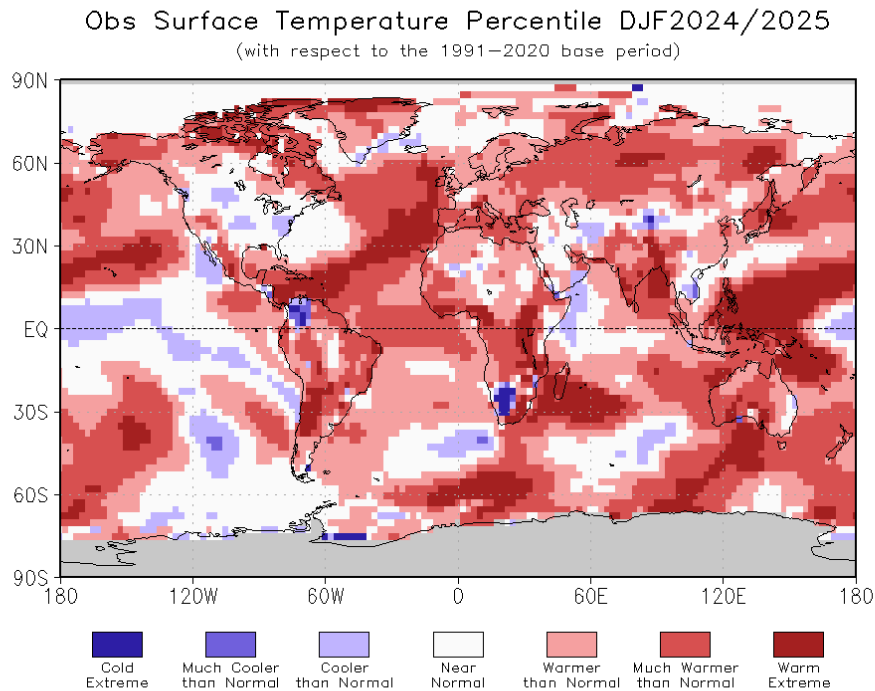 Obs Surface Temperature Percentile DJF2024/2025
(with respect to the 1991−2020 base period)
90N
60N
30N
EQ
30S
60S
90S
180 120W 60W 0 60E 120E 180
Cold Extreme
Much Cooler than Normal
Cooler than Normal
Near Normal
Warmer than Normal
Much Warmer than Normal
Warm Extreme